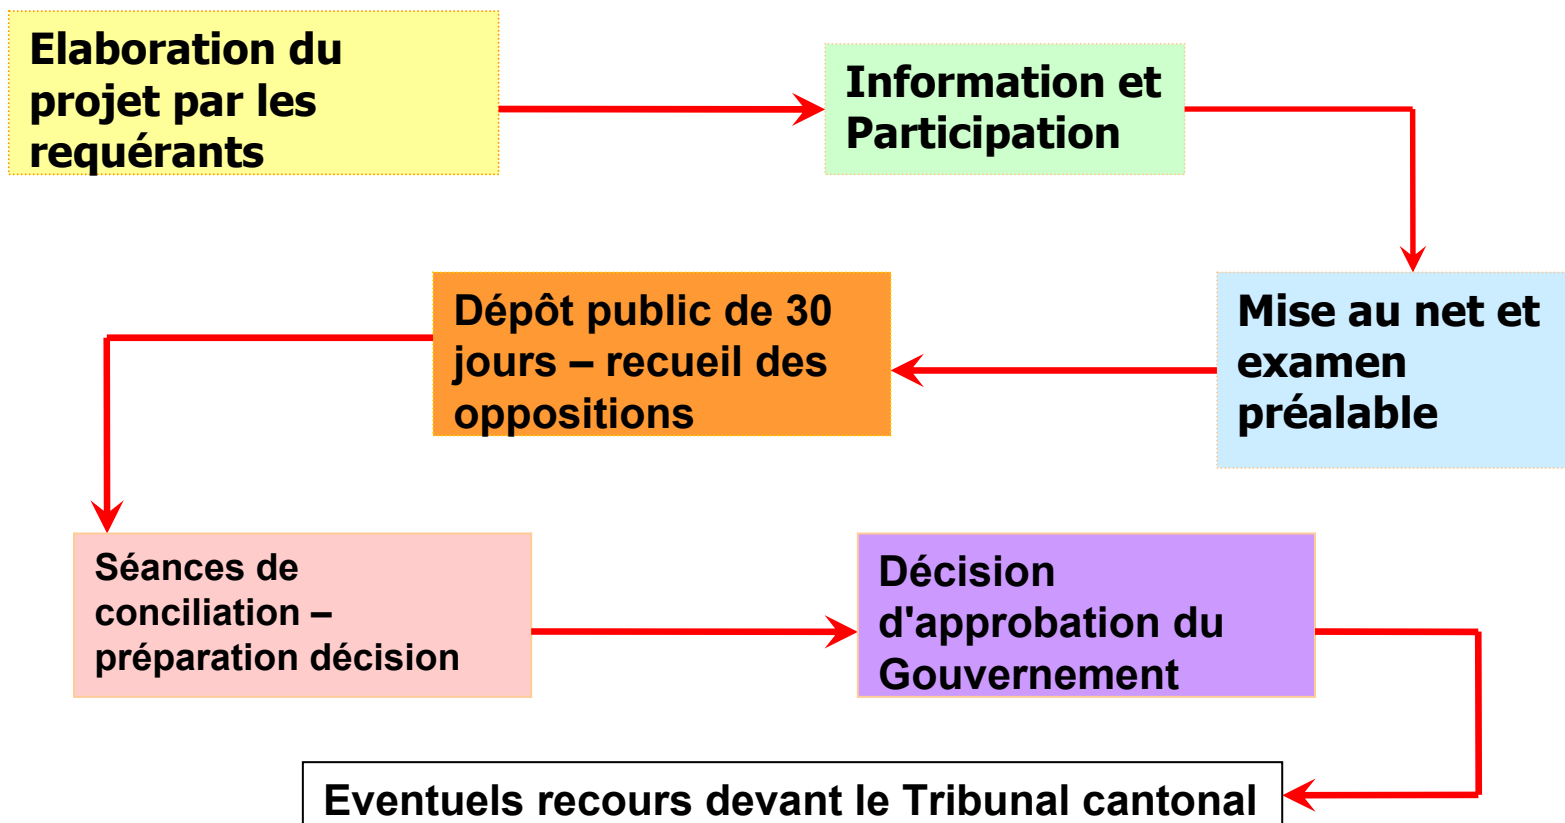 Elaboration du
projet par les
requérants
Information et
Participation
Mise au net et
examen
préalable
Dépôt public de 30
jours – recueil des
oppositions
Séances de
conciliation –
préparation décision
Décision
d'approbation du
Gouvernement
Eventuels recours devant le Tribunal cantonal